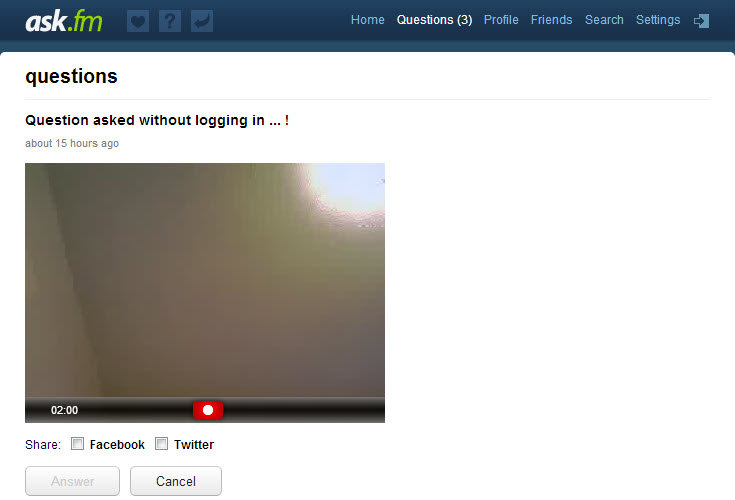 ask.fm ? Home Questions (3) Profile Friends Search Settings
questions
Question asked without logging in ... !
about 15 hours ago
02:00
Share: Facebook Twitter
Answer Cancel